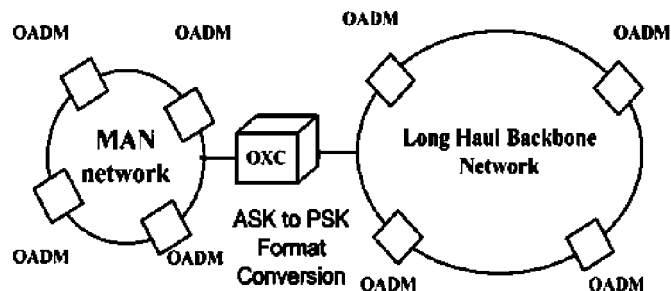 OADM
OADM
OADM
OADM
MAN
network
OXC
Long Haul Backbone
Network
ASK to PSK
Format
Conversion
OADM
OADM
OADM
OADM